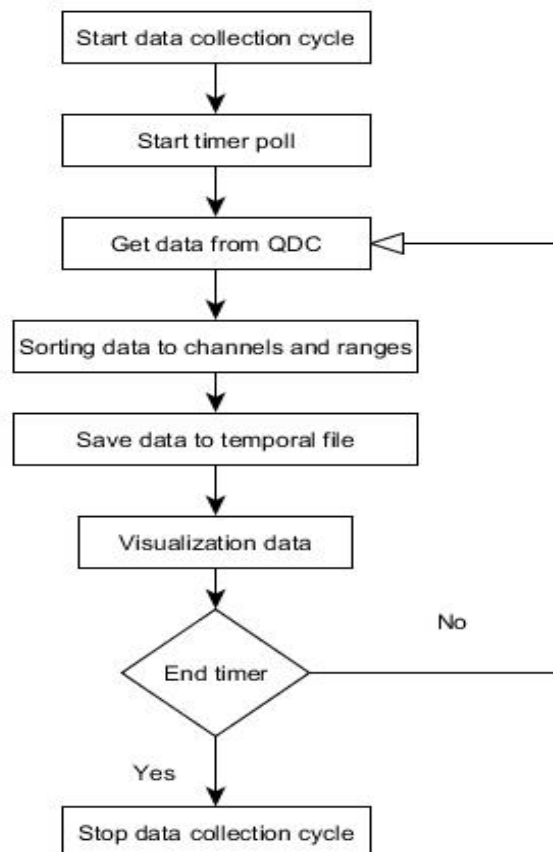 Start data collection cycle
Start timer poll
Get data from QDC
Sorting data to channels and ranges
Save data to temporal file
Visualization data
No
End timer
Yes
Stop data collection cycle